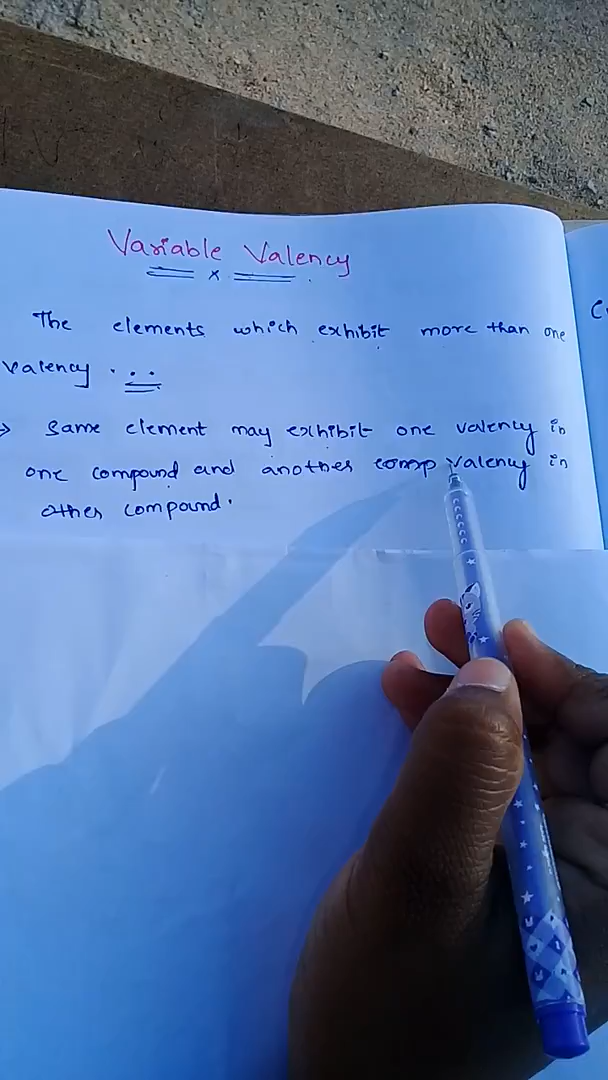 Variable Valency
x
The elements which exhibit more than one
valency . . .
→ Same element may exhibit one valency in
one compound and another comp valency in
other compound.